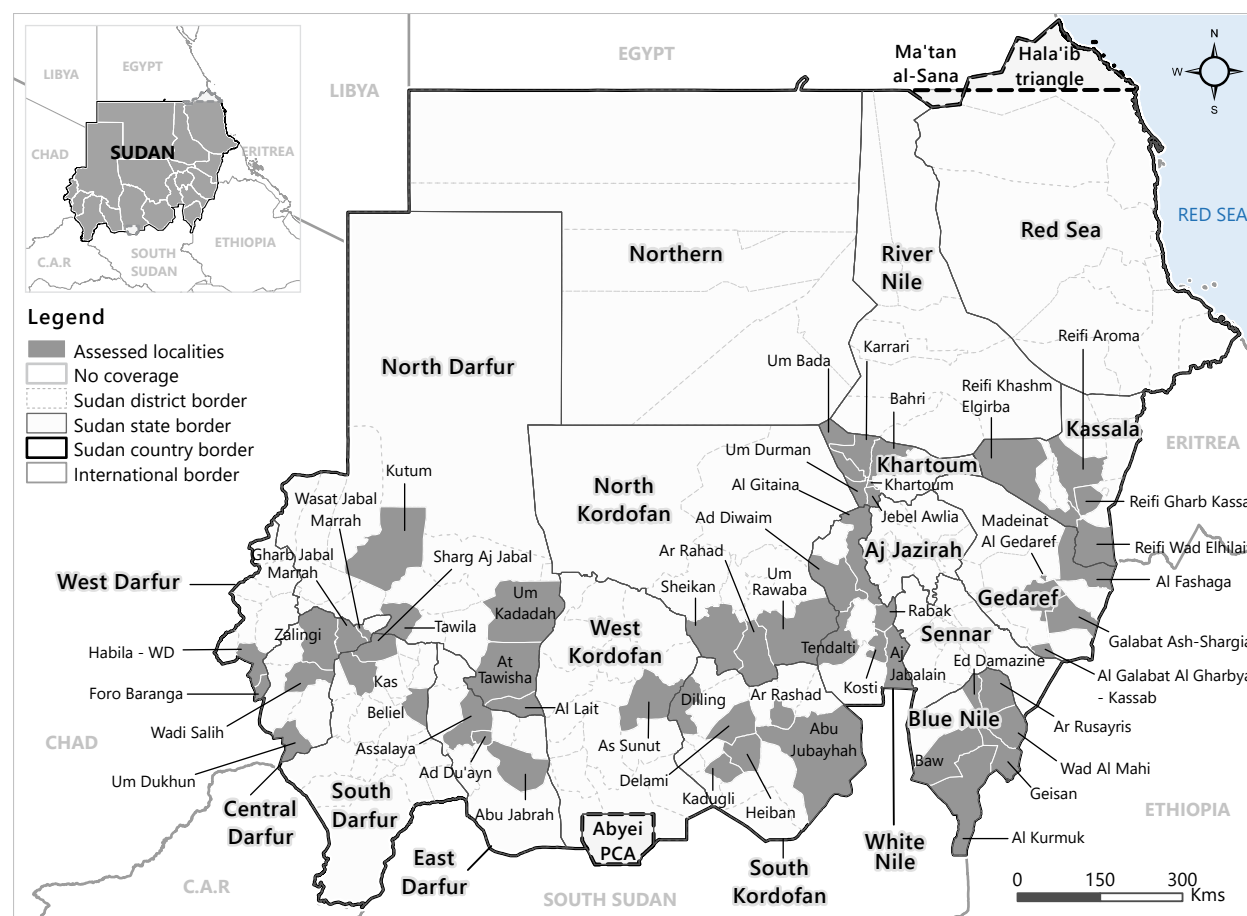 LIBYA
EGYPT
CHAD
SUDAN
ERITREA
C.A.R
SOUTH
SUDAN
ETHIOPIA
Legend
Assessed localities
No coverage
Sudan district border
Sudan state border
Sudan country border
International border
EGYPT
LIBYA
Ma'tan
al-Sana
Hala'ib
triangle
N
W
E
S
RED SEA
Red Sea
Northern
River
Nile
North Darfur
Um Bada
Karrari
Reifi Aroma
Bahri
Reifi Khashm
Elgirba
Kassala
ERITREA
Kutum
Um Durman
Khartoum
Khartoum
Al Gitaina
Jebel Awlia
Reifi Gharb Kassa
North
Kordofan
Wasat Jabal
Marrah
Ad Diwaim
Madeinat
Al Gedaref
Aj Jazirah
Reifi Wad Elhilair
Gharb Jabal
Marrah
Sharg Aj Jabal
Ar Rahad
Al Fashaga
West Darfur
Sheikan
Um
Rawaba
Um
Kadadah
Gedaref
Rabak
Zalingi
Tawila
West
Kordofan
Sennar
Galabat Ash-Shargia
Habila - WD
Tendalti
Aj
Jabalain
Ed Damazine
Al Galabat Al Gharbya
- Kassab
At
Tawisha
Kas
Kosti
Foro Baranga
Beliel
Al Lait
Dilling
Ar Rashad
Blue Nile
Ar Rusayris
Wadi Salih
Assalaya
As Sunut
Abu
Jubayhah
CHAD
Baw
Wad Al Mahi
Um Dukhun
Ad Du'ayn
Delami
Geisan
Central
Darfur
South
Darfur
Abu Jabrah
Kadugli
Heiban
ETHIOPIA
Abyei
PCA
White
Nile
Al Kurmuk
East
Darfur
South
Kordofan
C.A.R
SOUTH SUDAN
0 150 300
Kms